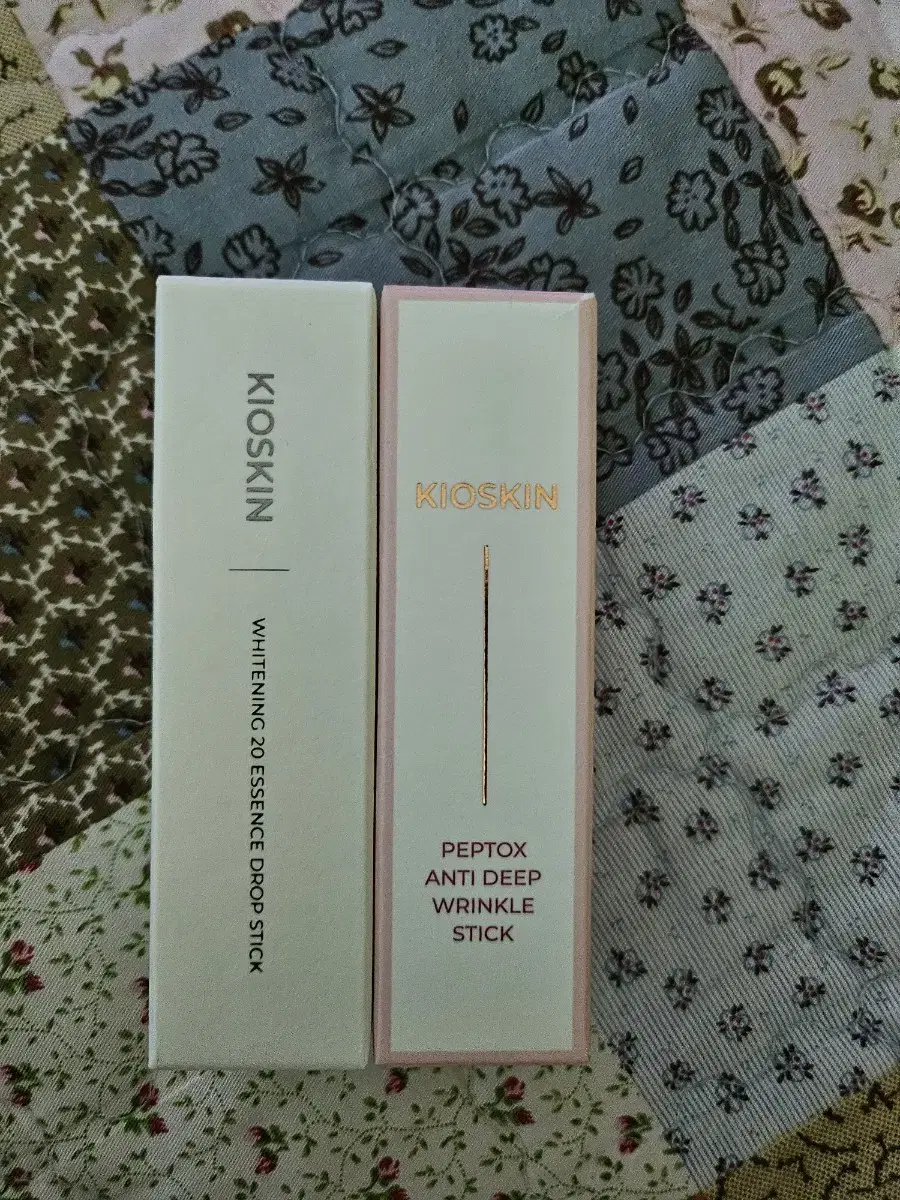 KIOSKIN
WHITENING 20 ESSENCE DROP STICK
KIOSKIN
PEPTOX
ANTI DEEP
WRINKLE
STICK